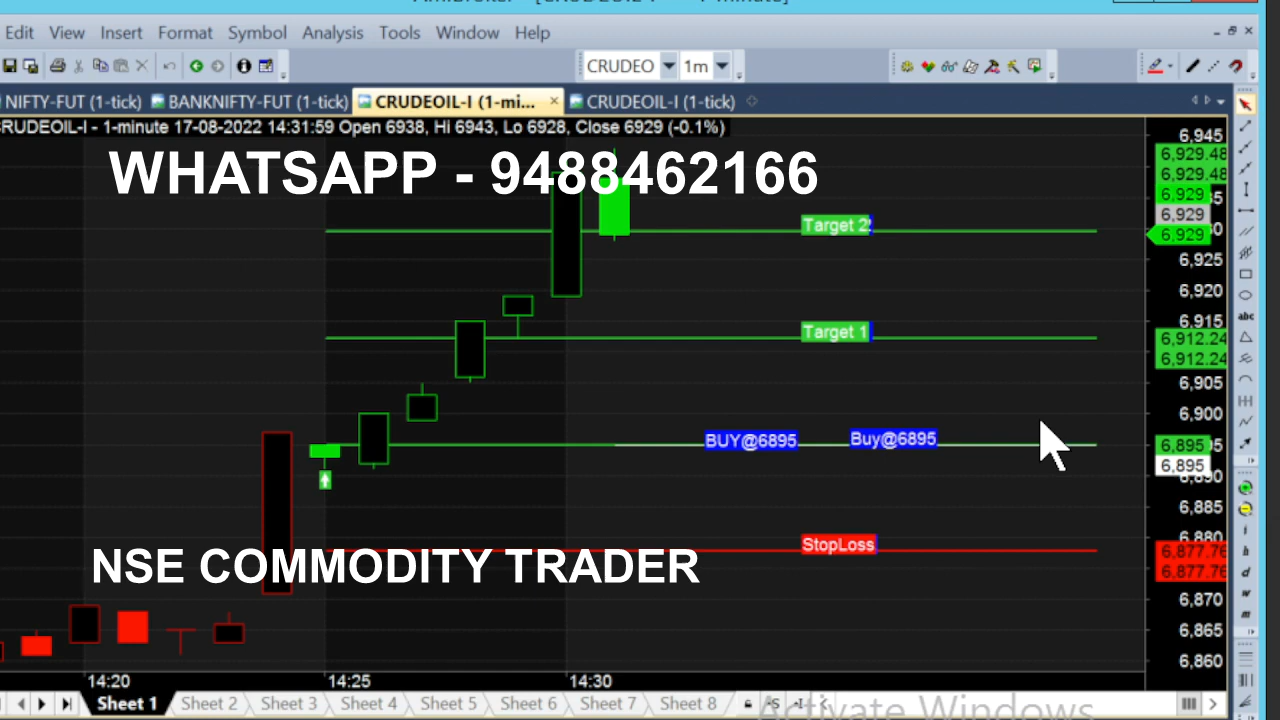 Edit View Insert Format Symbol Analysis Tools Window Help
CRUDEO 1m
NIFTY-FUT (1-tick) BANKNIFTY-FUT (1-tick) CRUDEOIL-I (1-mi... CRUDEOIL-I (1-tick)
CRUDEOIL-I - 1-minute 17-08-2022 14:31:59 Open 6938, Hi 6943, Lo 6928, Close 6929 (-0.1%)
WHATSAPP - 9488462166
6,945
6,929.48
6,929.48
6,929
6,929
6,929
Target 2
6,925
6,920
6,915
Target 1
6,912.24
6,912.24
6,905
6,900
BUY@6895 Buy@6895
6,895
6,895
6,885
6,880
StopLoss
6,877.76
6,877.76
NSE COMMODITY TRADER
6,870
6,865
6,860
14:20 14:25 14:30
Sheet 1 Sheet 2 Sheet 3 Sheet 4 Sheet 5 Sheet 6 Sheet 7 Sheet 8
Activate Windows